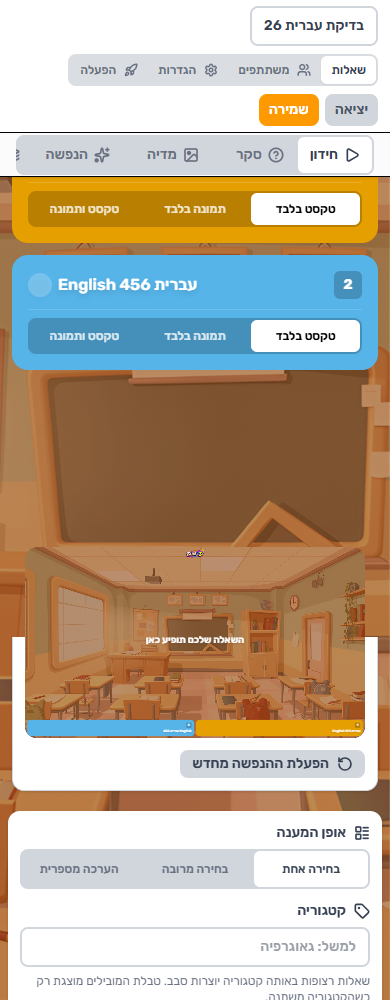 בדיקת עברית 26
שאלות משתתפים הגדרות הפעלה
יציאה שמירה
חידון סקר מדיה הנפשה
טקסט בלבד תמונה בלבד טקסט ותמונה
2 עברית English 456
טקסט בלבד תמונה בלבד טקסט ותמונה
השאלה שלכם תופיע כאן
הפעלת ההנפשה מחדש
אופן המענה
בחירה אחת בחירה מרובה הערכה מספרית
קטגוריה
למשל: גאוגרפיה
שאלות רצופות באותה קטגוריה יוצרות סבב. טבלת המובילים מוצגת רק
כשהקטגוריה משתנה.